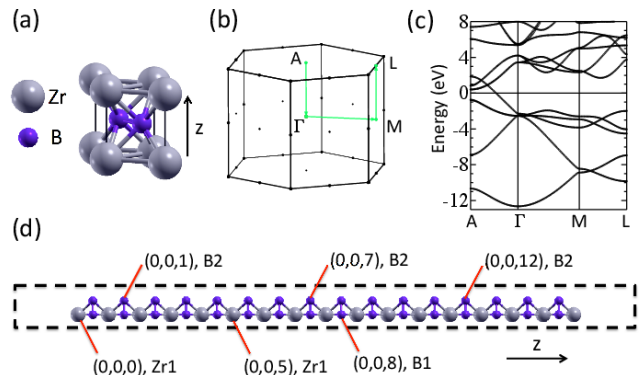 (a)
Zr
B
z
(b)
A
L
Γ
M
(c)
Energy (eV)
8
4
0
-4
-8
-12
A Γ M L
(d)
(0,0,1), B2 (0,0,7), B2 (0,0,12), B2
(0,0,0), Zr1 (0,0,5), Zr1 (0,0,8), B1
z